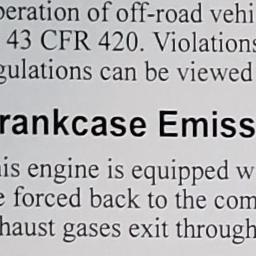 peration of off-road vehi
43 CFR 420. Violations
gulations can be viewed
rankcase Emiss
is engine is equipped w
e forced back to the com
haust gases exit through